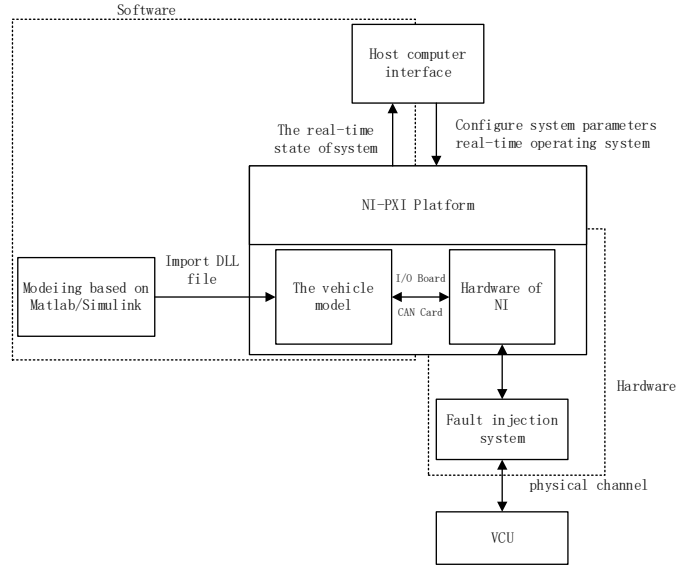 Software
Host computer
interface
The real-time
state ofsystem
Configure system parameters
real-time operating system
NI-PXI Platform
Modeiing based on
Matlab/Simulink
Import DLL
file
The vehicle
model
I/O Board
CAN Card
Hardware of
NI
Hardware
Fault injection
system
physical channel
VCU